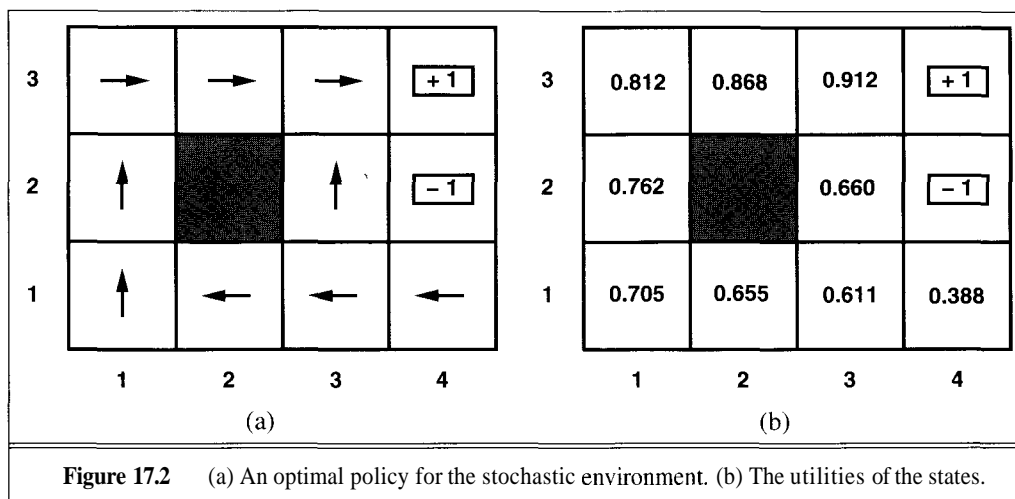 3 + 1
2 - 1
1
1 2 3 4
(a)
3 0.812 0.868 0.912 + 1
2 0.762 0.660 - 1
1 0.705 0.655 0.611 0.388
1 2 3 4
(b)
Figure 17.2 (a) An optimal policy for the stochastic environment. (b) The utilities of the states.